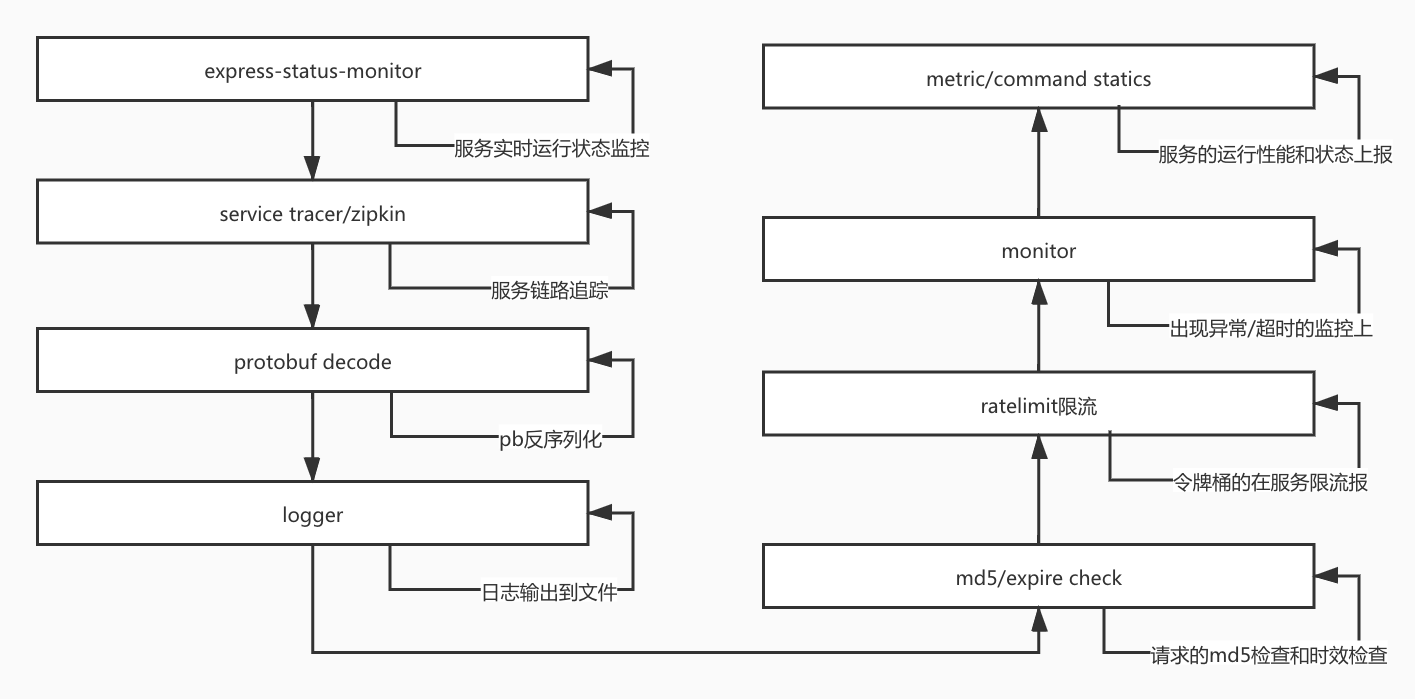 express-status-monitor
服务实时运行状态监控
service tracer/zipkin
服务链路追踪
protobuf decode
pb反序列化
logger
日志输出到文件
metric/command statics
服务的运行性能和状态上报
monitor
出现异常/超时的监控上
ratelimit限流
令牌桶的在服务限流报
md5/expire check
请求的md5检查和时效检查